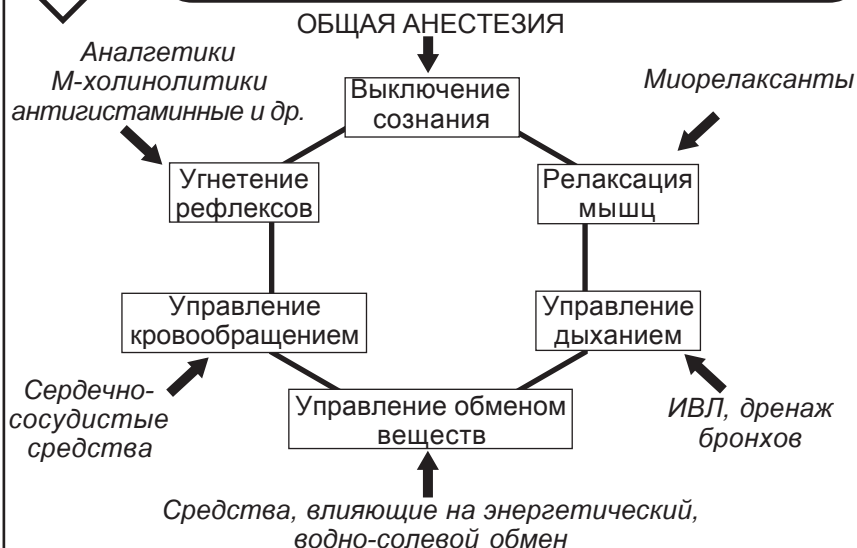 ОБЩАЯ АНЕСТЕЗИЯ
Аналгетики
М-холинолитики
антигистаминные и др.
Выключение
сознания
Миорелаксанты
Угнетение
рефлексов
Релаксация
мышц
Управление
кровообращением
Управление
дыханием
Сердечно-
сосудистые
средства
Управление обменом
веществ
ИВЛ, дренаж
бронхов
Средства, влияющие на энергетический,
водно-солевой обмен